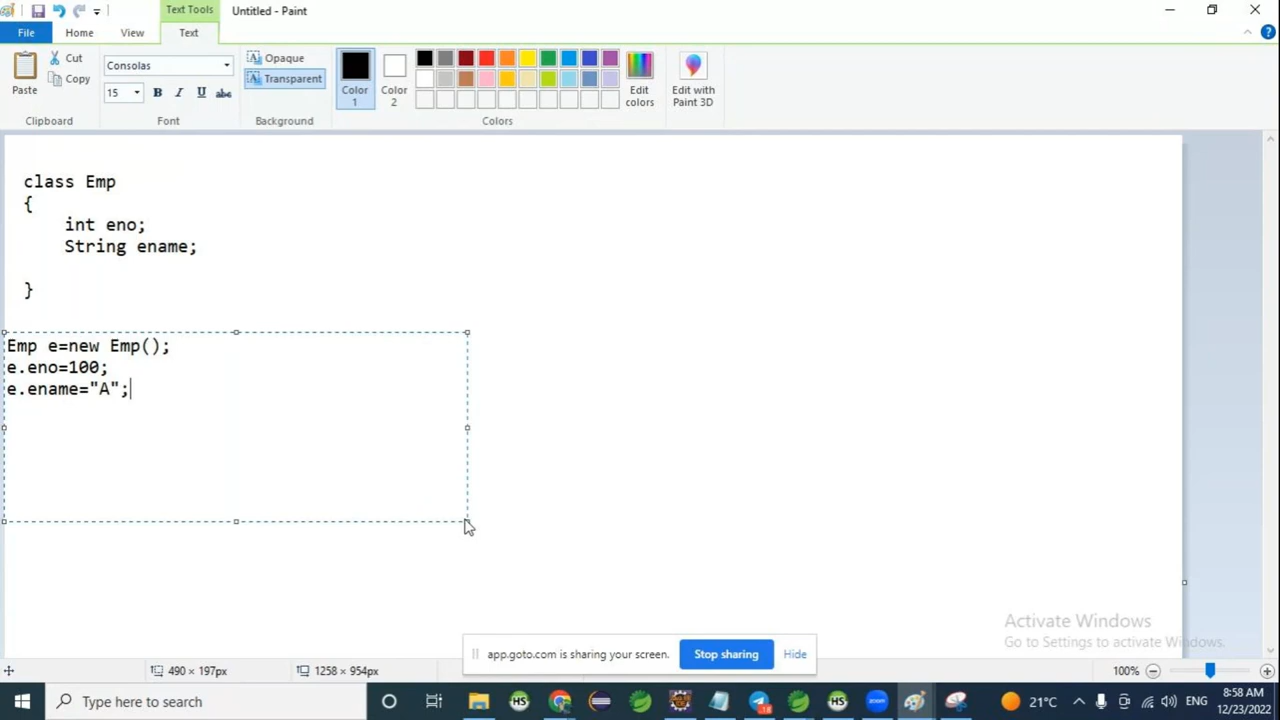 Text Tools
Untitled - Paint
File
Home
View
Text
Paste
Cut
Copy
Clipboard
Consolas
15
B
I
U
abc
Font
Opaque
Transparent
Background
Color
1
Color
2
Edit
colors
Colors
Edit with
Paint 3D
class Emp
{
int eno;
String ename;
}
Emp e=new Emp();
e.eno=100;
e.ename="A";
Activate Windows
Go to Settings to activate Windows.
app.goto.com is sharing your screen.
Stop sharing
Hide
490 × 197px
1258 × 954px
100%
Type here to search
HS
HS
zoom
21°C
ENG
8:58 AM
12/23/2022